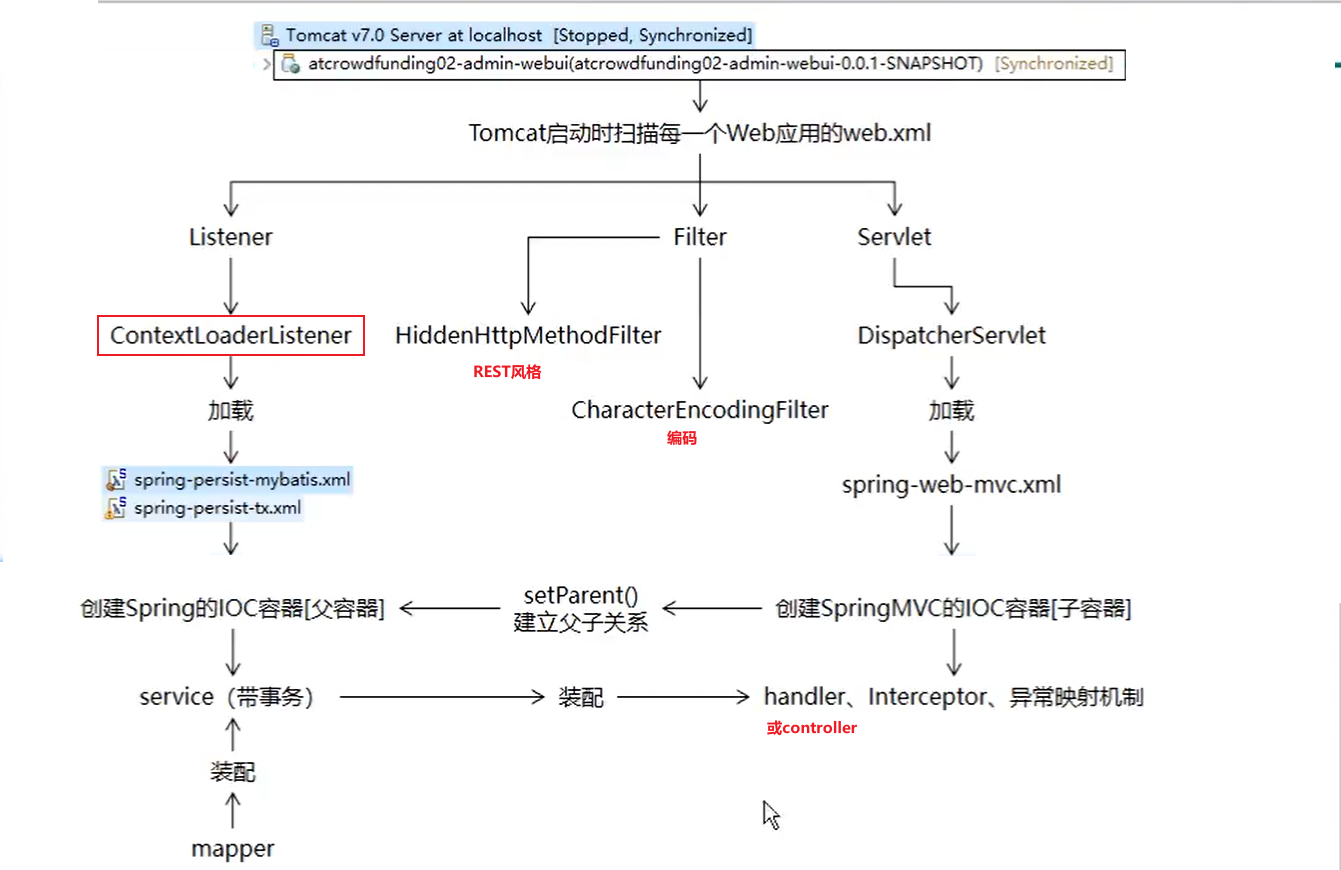 Tomcat v7.0 Server at localhost [Stopped, Synchronized]
atcrowdfunding02-admin-webui(atcrowdfunding02-admin-webui-0.0.1-SNAPSHOT) [Synchronized]
Tomcat启动时扫描每一个Web应用的web.xml
Listener
Filter
Servlet
ContextLoaderListener
HiddenHttpMethodFilter
DispatcherServlet
REST风格
加载
CharacterEncodingFilter
加载
编码
spring-persist-mybatis.xml
spring-web-mvc.xml
spring-persist-tx.xml
创建Spring的IOC容器[父容器]
setParent()
建立父子关系
创建SpringMVC的IOC容器[子容器]
service（带事务）
装配
handler、Interceptor、异常映射机制
或controller
装配
mapper